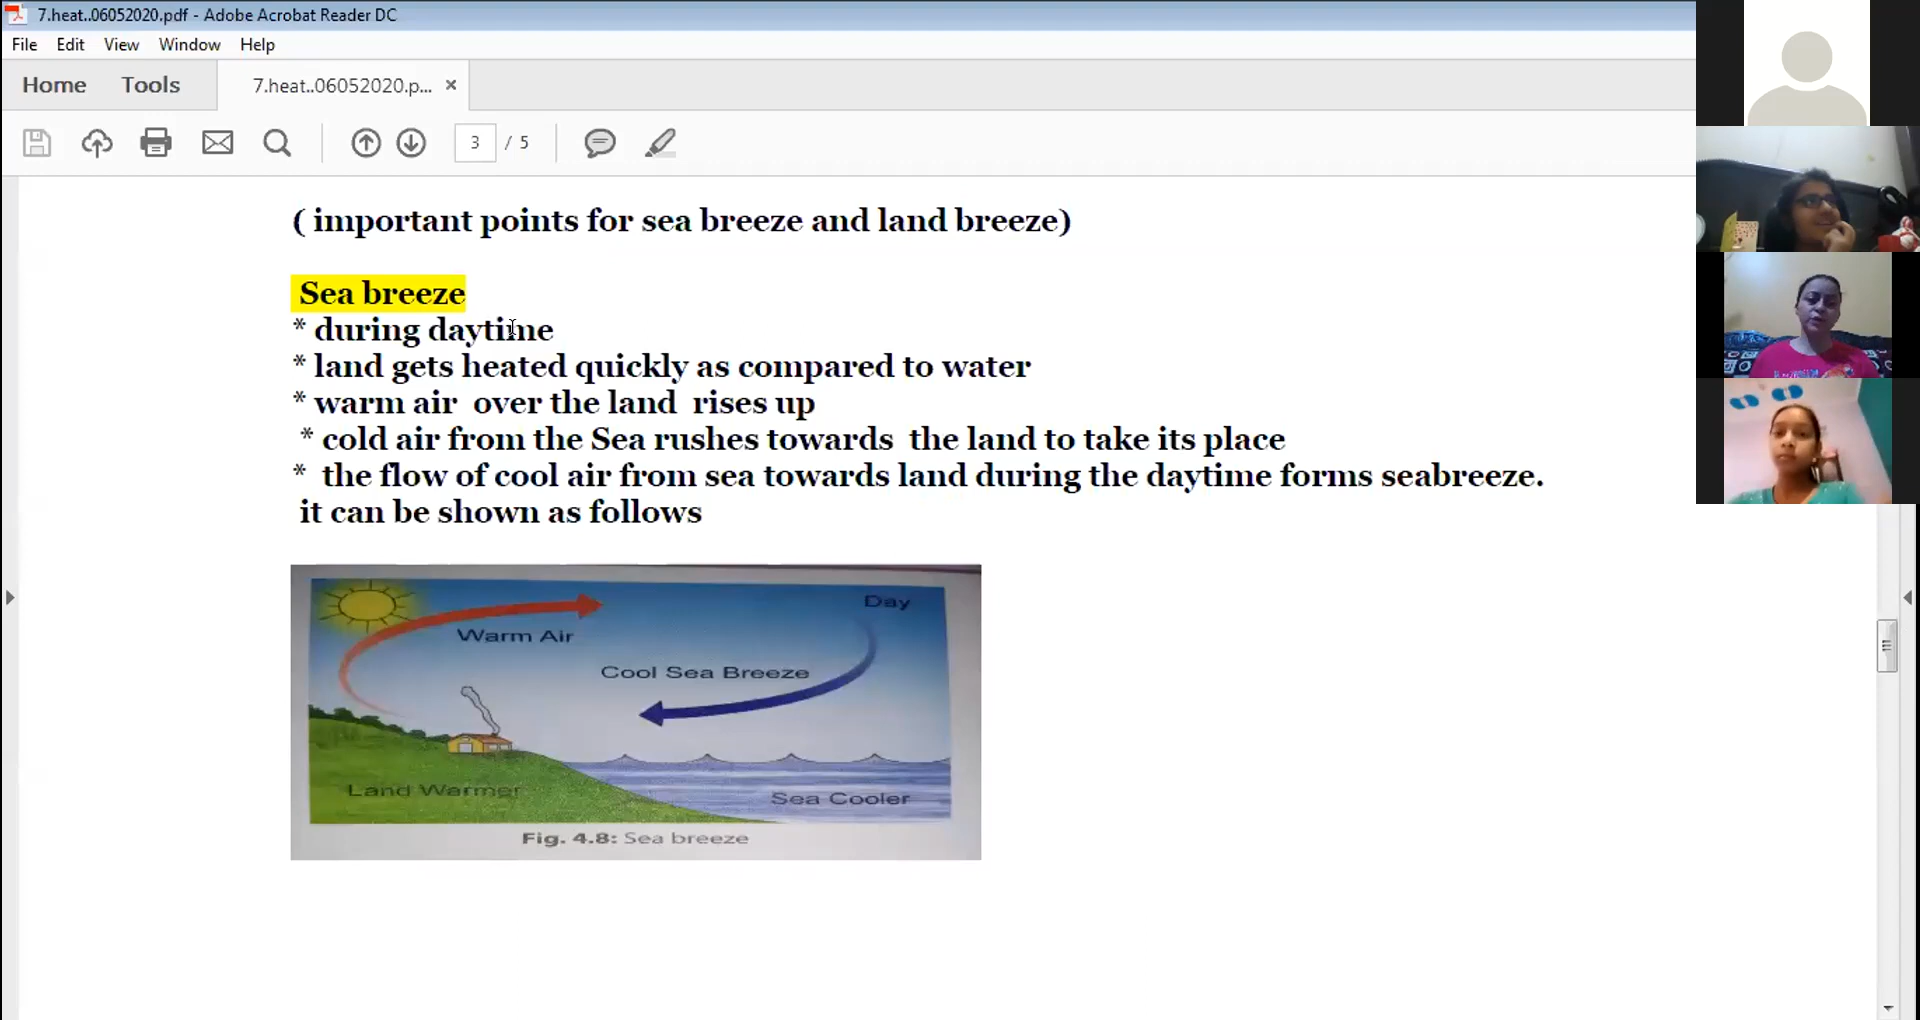 7.heat..06052020.pdf - Adobe Acrobat Reader DC
File Edit View Window Help
Home Tools 7.heat..06052020.p... ×
3 / 5
( important points for sea breeze and land breeze)
Sea breeze
* during daytime
* land gets heated quickly as compared to water
* warm air over the land rises up
* cold air from the Sea rushes towards the land to take its place
* the flow of cool air from sea towards land during the daytime forms seabreeze.
it can be shown as follows
Day
Warm Air
Cool Sea Breeze
Land Warmer
Sea Cooler
Fig. 4.8: Sea breeze